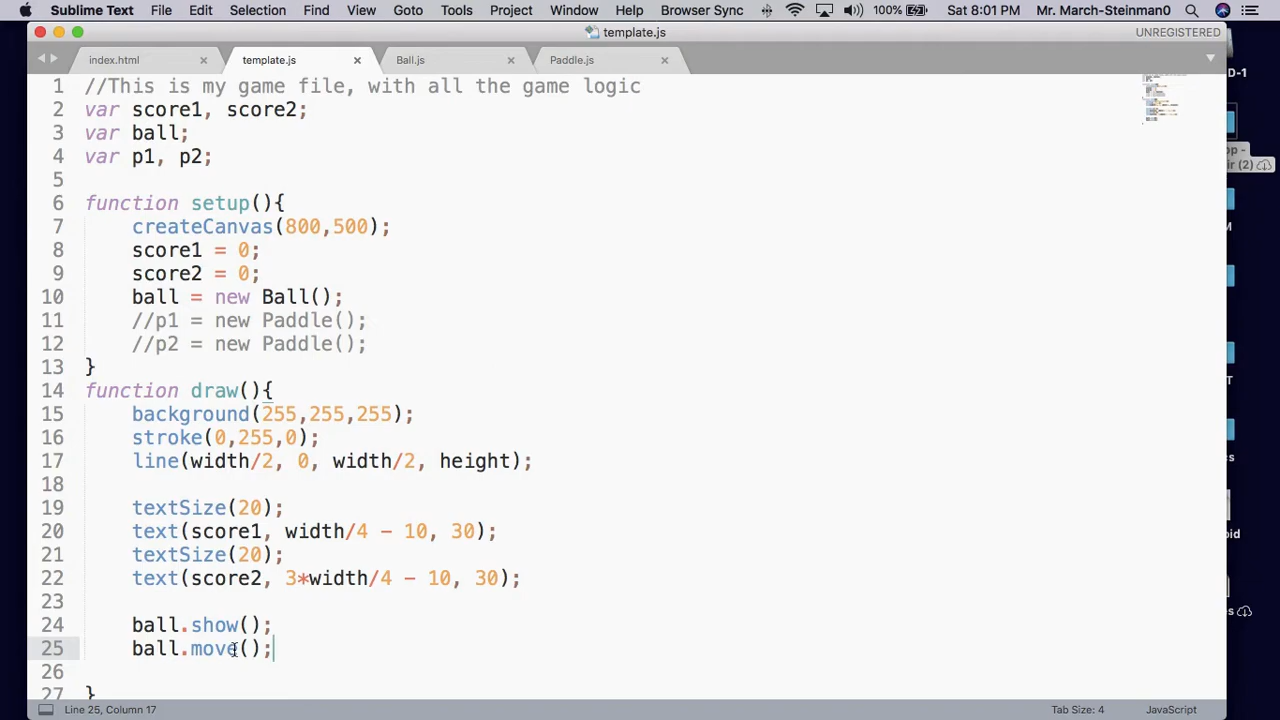 Sublime Text File Edit Selection Find View Goto Tools Project Window Help Browser Sync 100% Sat 8:01 PM Mr. March-Steinman0
template.js UNREGISTERED
index.html template.js Ball.js Paddle.js
1 //This is my game file, with all the game logic
2 var score1, score2;
3 var ball;
4 var p1, p2;
5
6 function setup(){
7 createCanvas(800,500);
8 score1 = 0;
9 score2 = 0;
10 ball = new Ball();
11 //p1 = new Paddle();
12 //p2 = new Paddle();
13 }
14 function draw(){
15 background(255,255,255);
16 stroke(0,255,0);
17 line(width/2, 0, width/2, height);
18
19 textSize(20);
20 text(score1, width/4 - 10, 30);
21 textSize(20);
22 text(score2, 3*width/4 - 10, 30);
23
24 ball.show();
25 ball.move();
26
27 }
Line 25, Column 17 Tab Size: 4 JavaScript